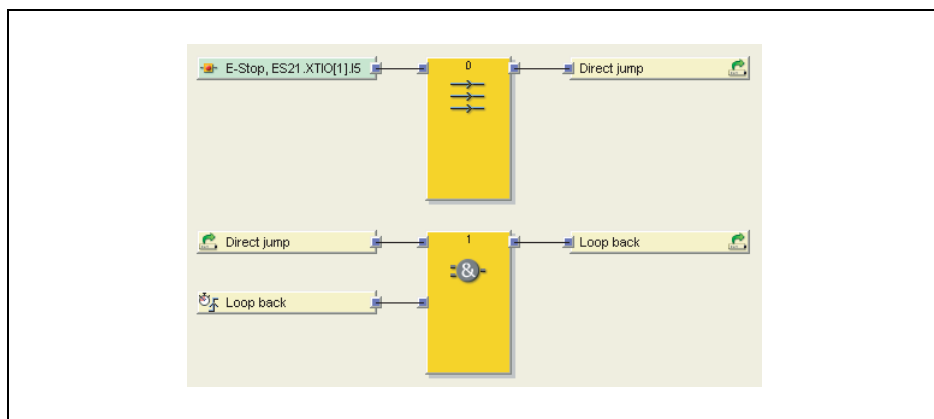 E-Stop, ES21.XTIO[1].I5
0
Direct jump
Direct jump
1
&
Loop back
Loop back